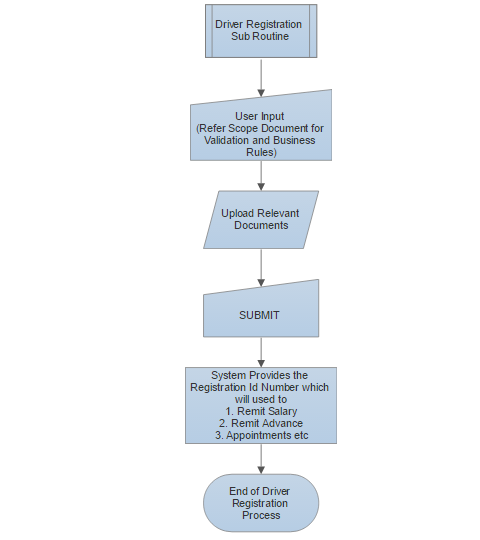 Driver Registration
Sub Routine
User Input
(Refer Scope Document for
Validation and Business
Rules)
Upload Relevant
Documents
SUBMIT
System Provides the
Registration Id Number which
will used to
1. Remit Salary
2. Remit Advance
3. Appointments etc
End of Driver
Registration
Process